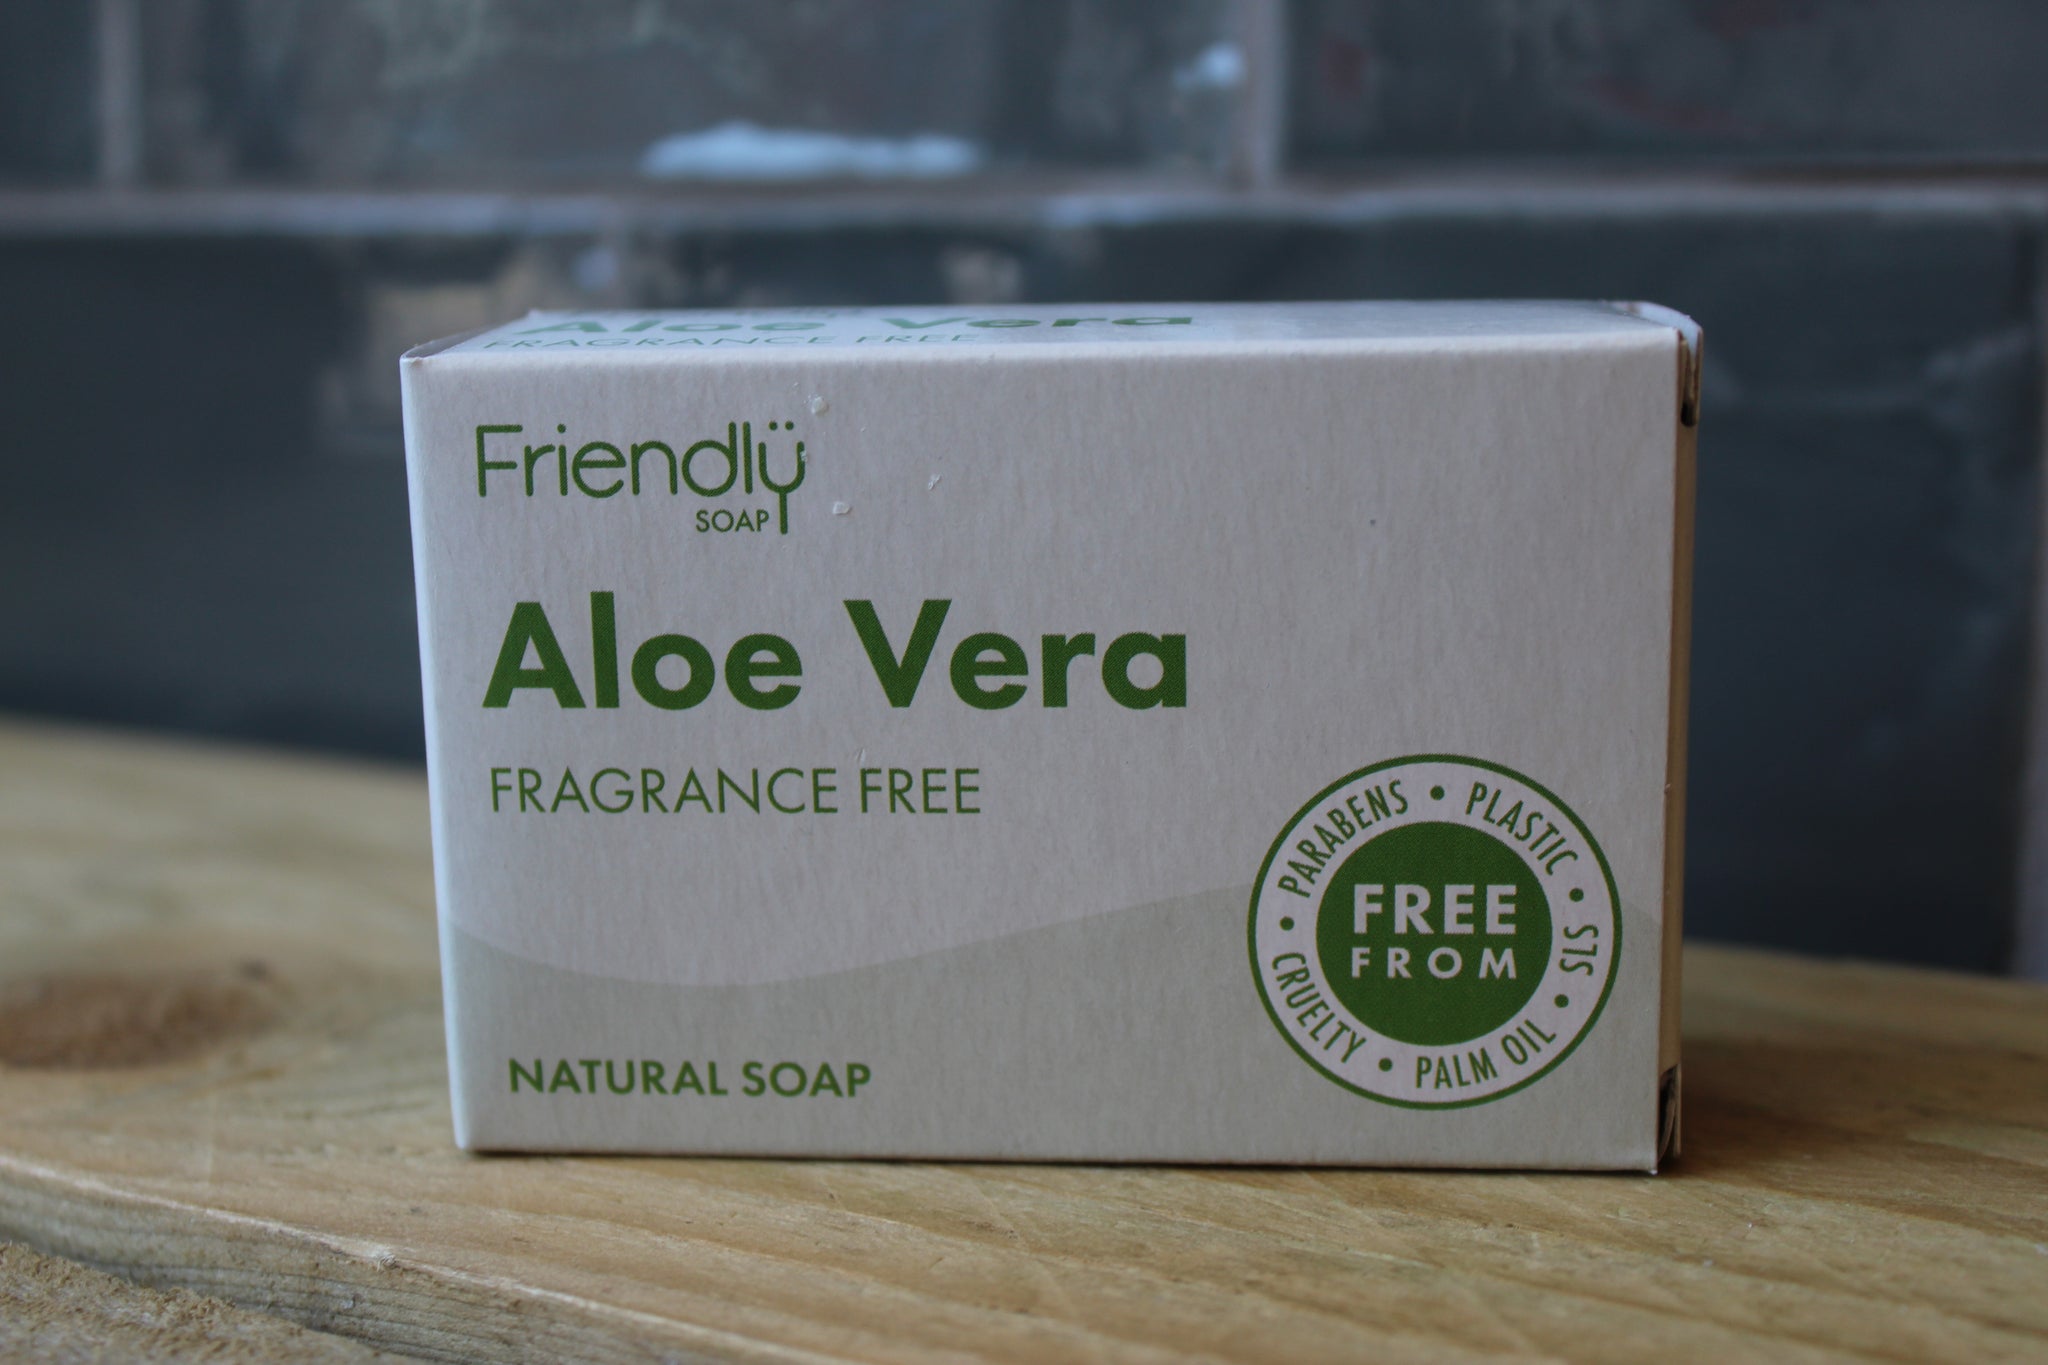 Aloe Vera
FRAGRANCE FREE
Friendlÿ
SOAP
Aloe Vera
FRAGRANCE FREE
NATURAL SOAP
FREE
FROM
PARABENS • PLASTIC • SLS • PALM OIL • CRUELTY •